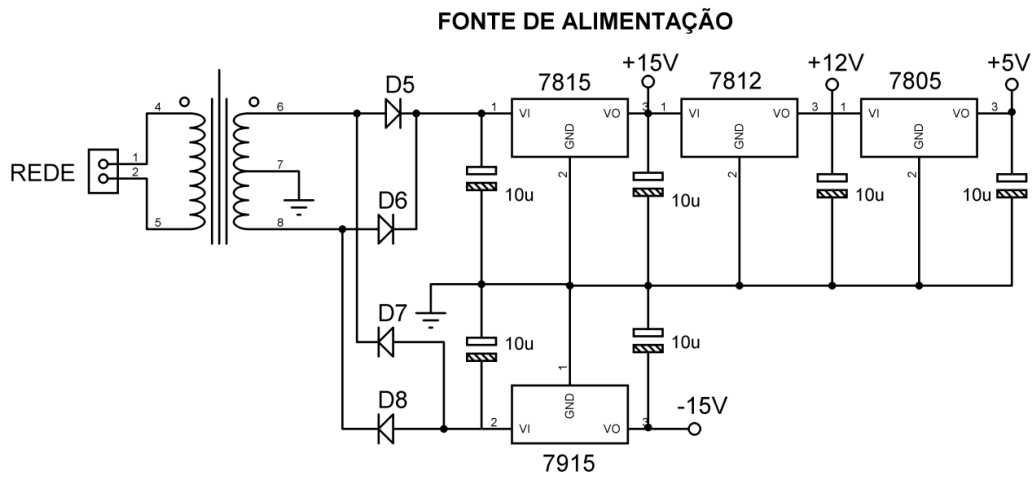 FONTE DE ALIMENTAÇÃO
+15V
+12V
+5V
D5
7815
7812
7805
4
6
1
VI
VO
3
1
VI
VO
3
1
VI
VO
3
GND
GND
GND
1
2
REDE
7
2
2
2
10u
10u
10u
10u
D6
5
8
D7
10u
10u
1
D8
GND
-15V
2
VI
VO
3
7915